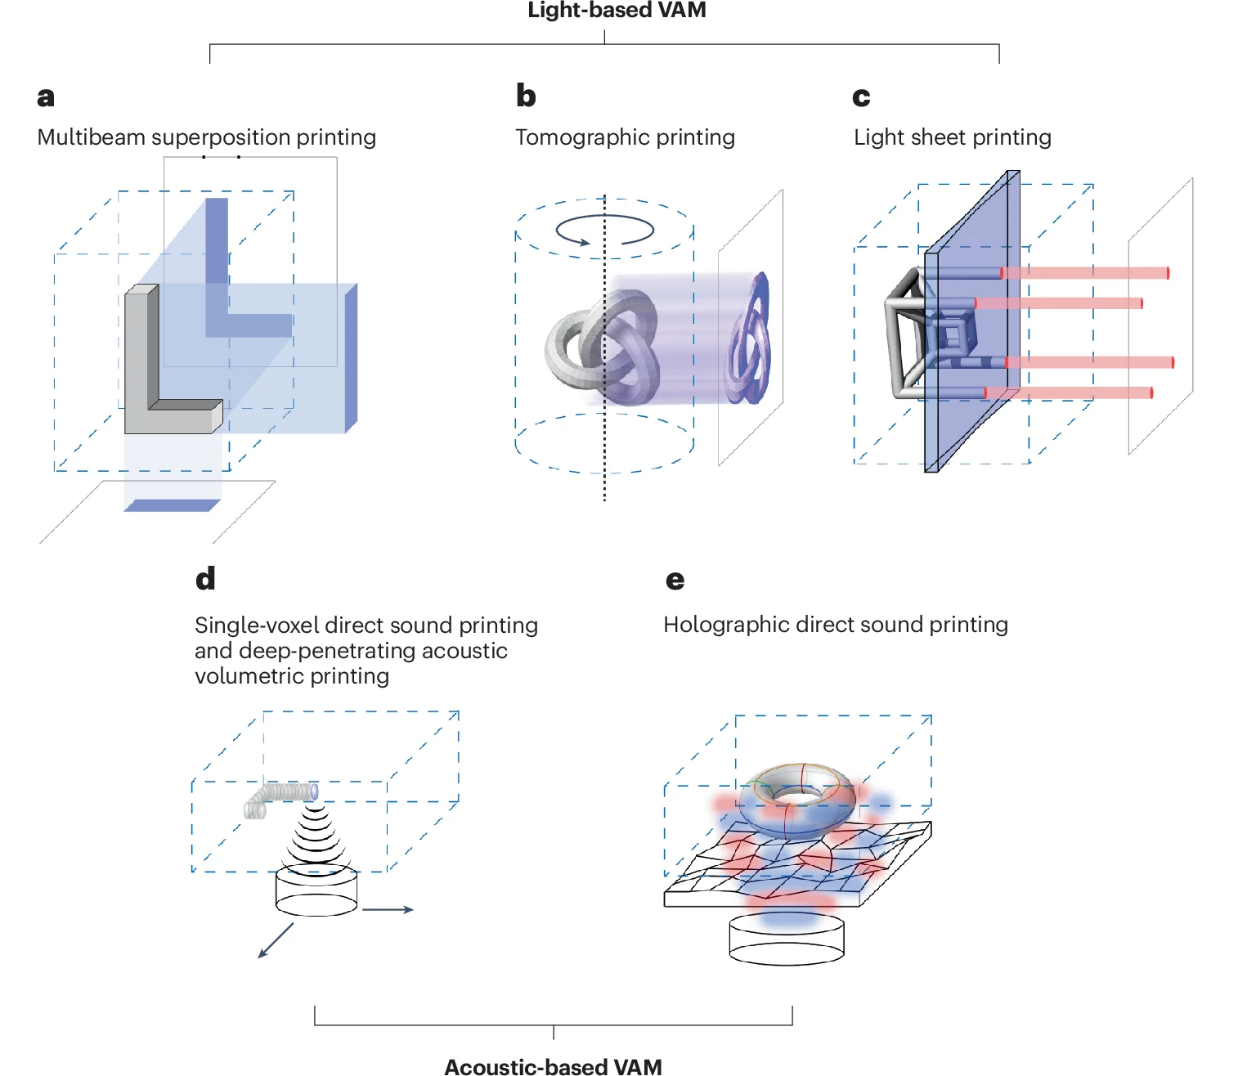 Light-based VAM
a
Multibeam superposition printing
b
Tomographic printing
c
Light sheet printing
d
Single-voxel direct sound printing
and deep-penetrating acoustic
volumetric printing
e
Holographic direct sound printing
Acoustic-based VAM